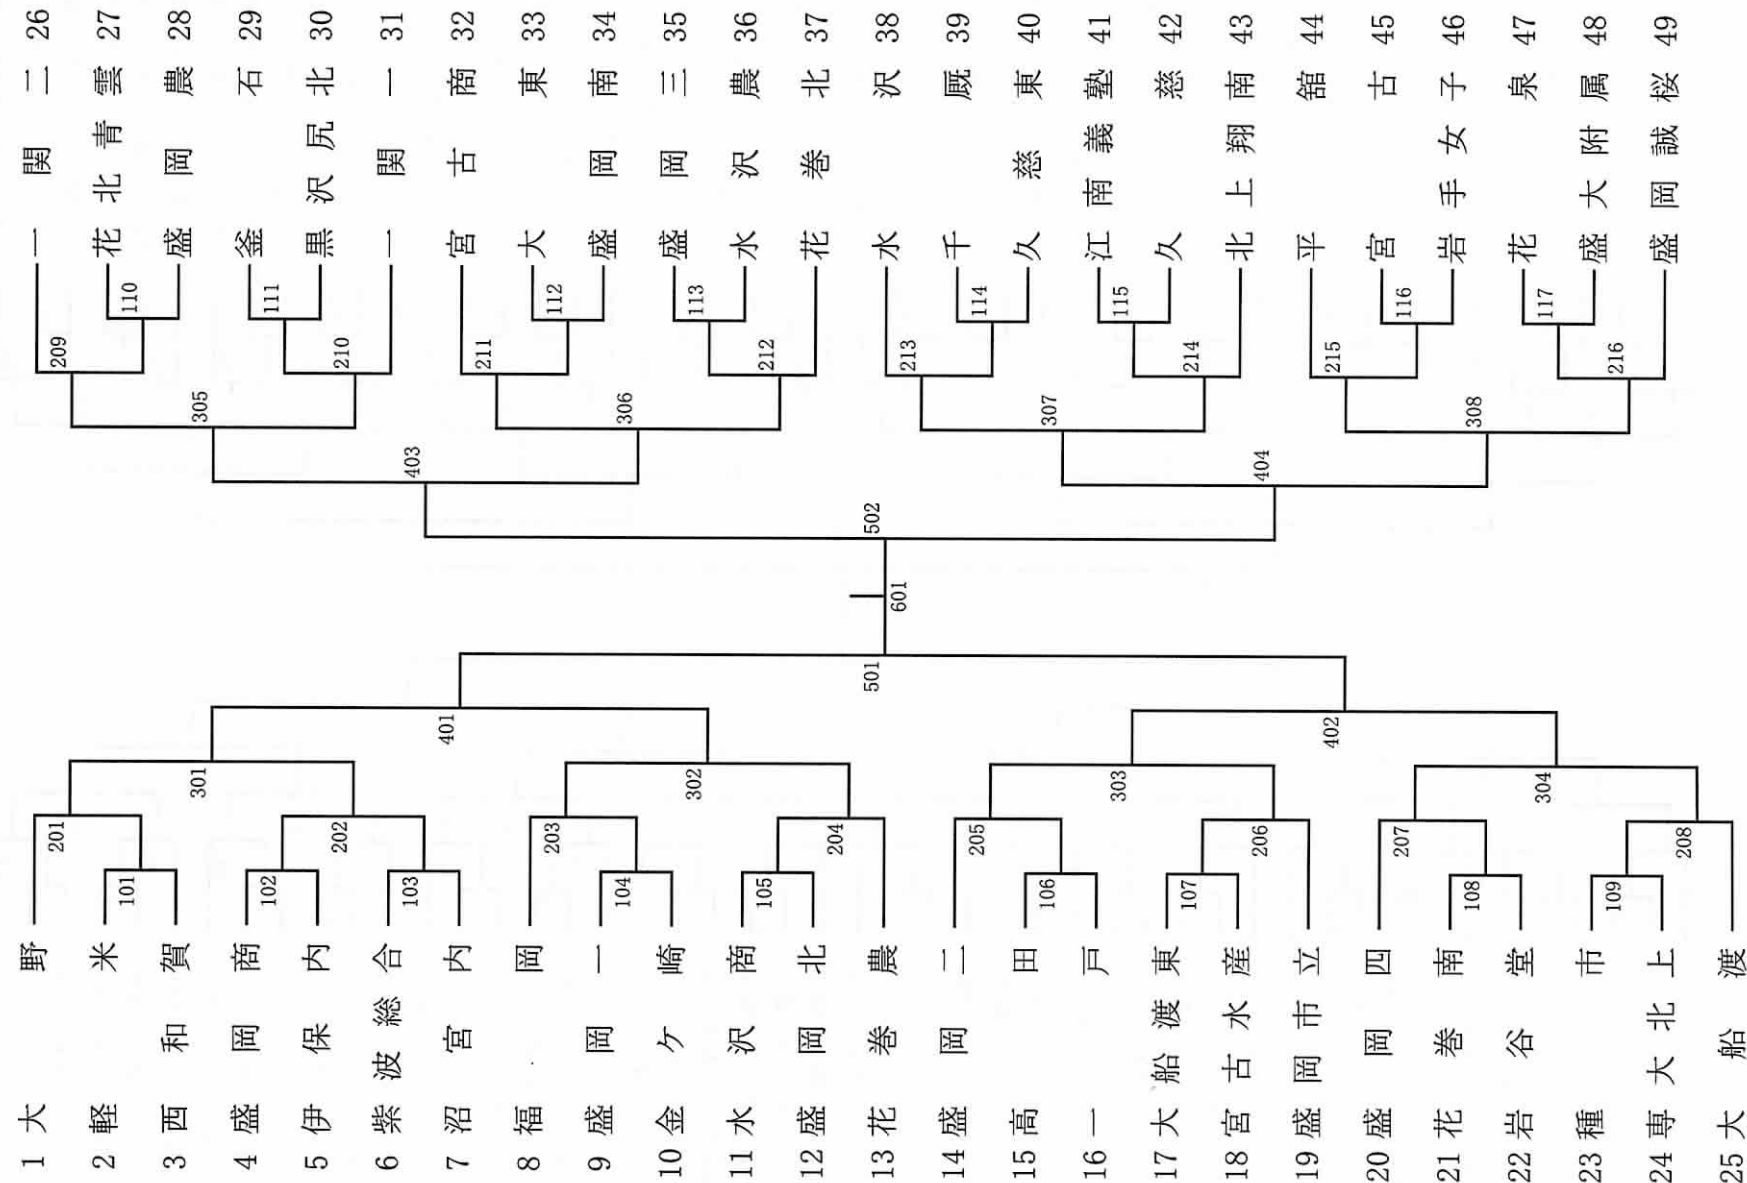 1 大野
2 軽米
3 西和賀
4 盛岡商
5 伊保内
6 紫波総合
7 沼宮内
8 福岡
9 盛岡一
10 金ケ崎
11 水沢商
12 盛岡北
13 花巻農
14 盛岡二
15 高田
16 一戸
17 大船渡東
18 宮古水産
19 盛岡市立
20 盛岡四
21 花巻南
22 岩谷堂
23 種市
24 専大北上
25 大船渡
101
102
103
104
105
106
107
108
109
201
202
203
204
205
206
207
208
301
302
303
304
401
402
501
601
502
403
404
305
306
307
308
209
210
211
212
213
214
215
216
110
111
112
113
114
115
116
117
一関二 26
花北青雲 27
盛岡農 28
釜石 29
黒沢尻北 30
一関一 31
宮古商 32
大東 33
盛岡南 34
盛岡三 35
水沢農 36
花巻北 37
水沢 38
千厩 39
久慈東 40
江南義塾 41
久慈 42
北上翔南 43
平舘 44
宮古 45
岩手女子 46
花泉 47
盛大附属 48
盛岡誠桜 49